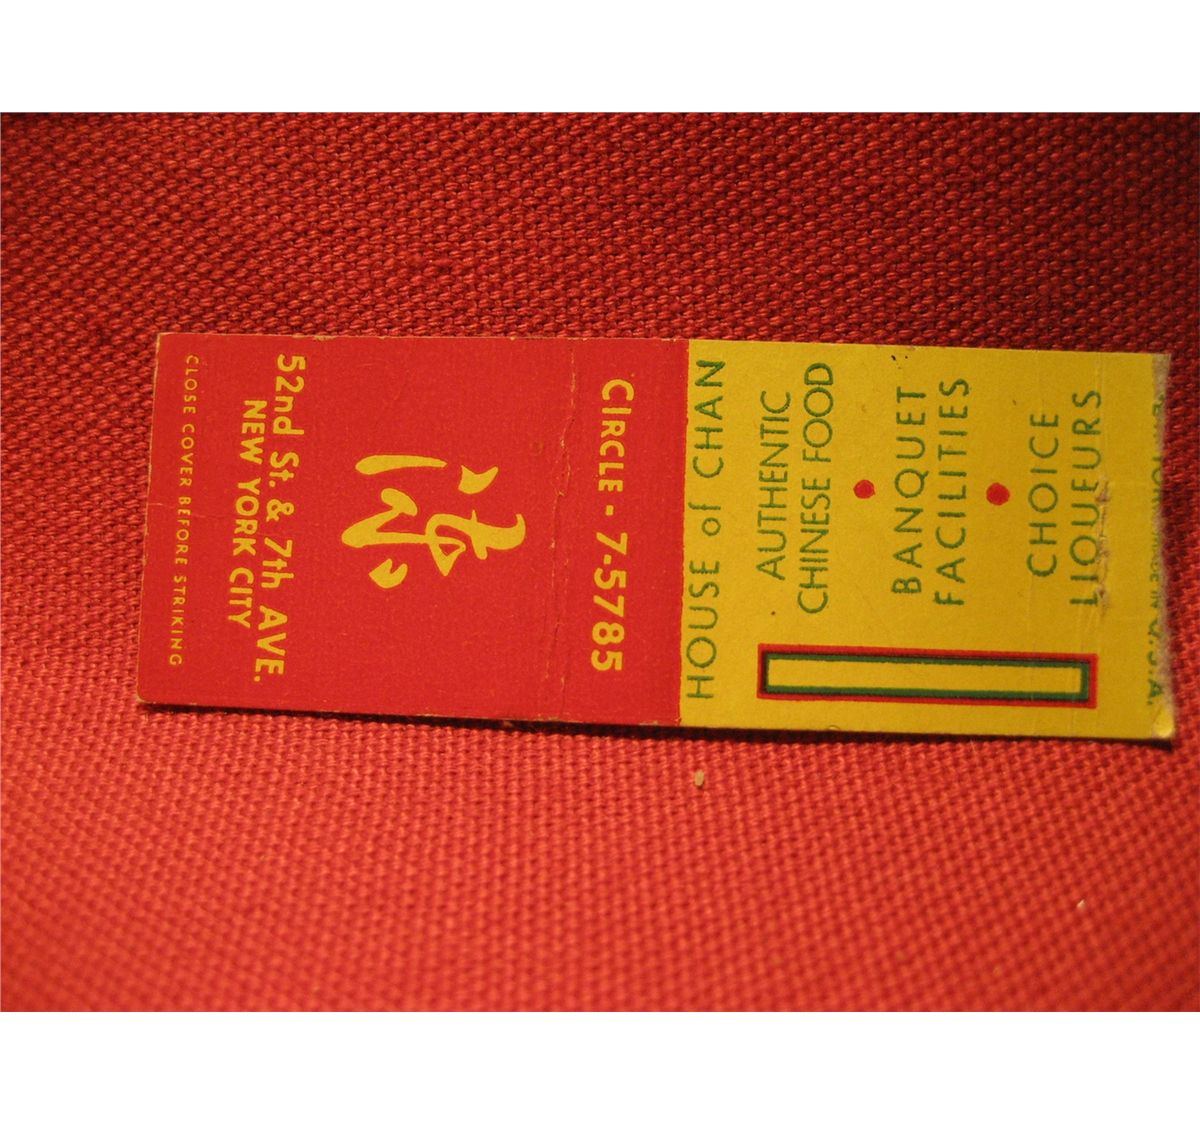 CIRCLE - 7-5785
52nd St. & 7th AVE.
NEW YORK CITY
CLOSE COVER BEFORE STRIKING
HOUSE of CHAN
AUTHENTIC
CHINESE FOOD
BANQUET
FACILITIES
CHOICE
LIQUEURS
U.S.A.